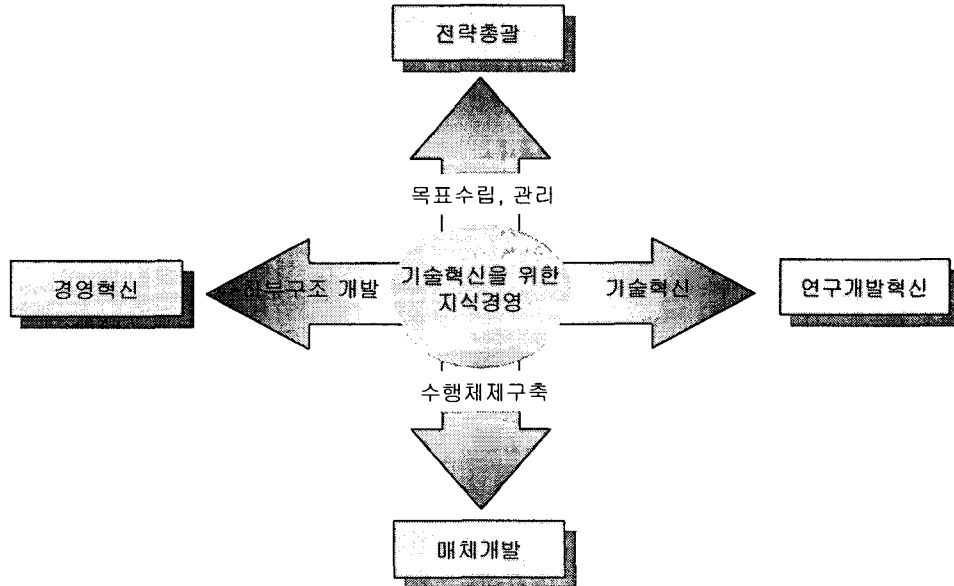 전략총괄
목표수립, 관리
경영혁신
하부구조 개발
기술혁신을 위한
지식경영
기술혁신
연구개발혁신
수행체제구축
매체개발